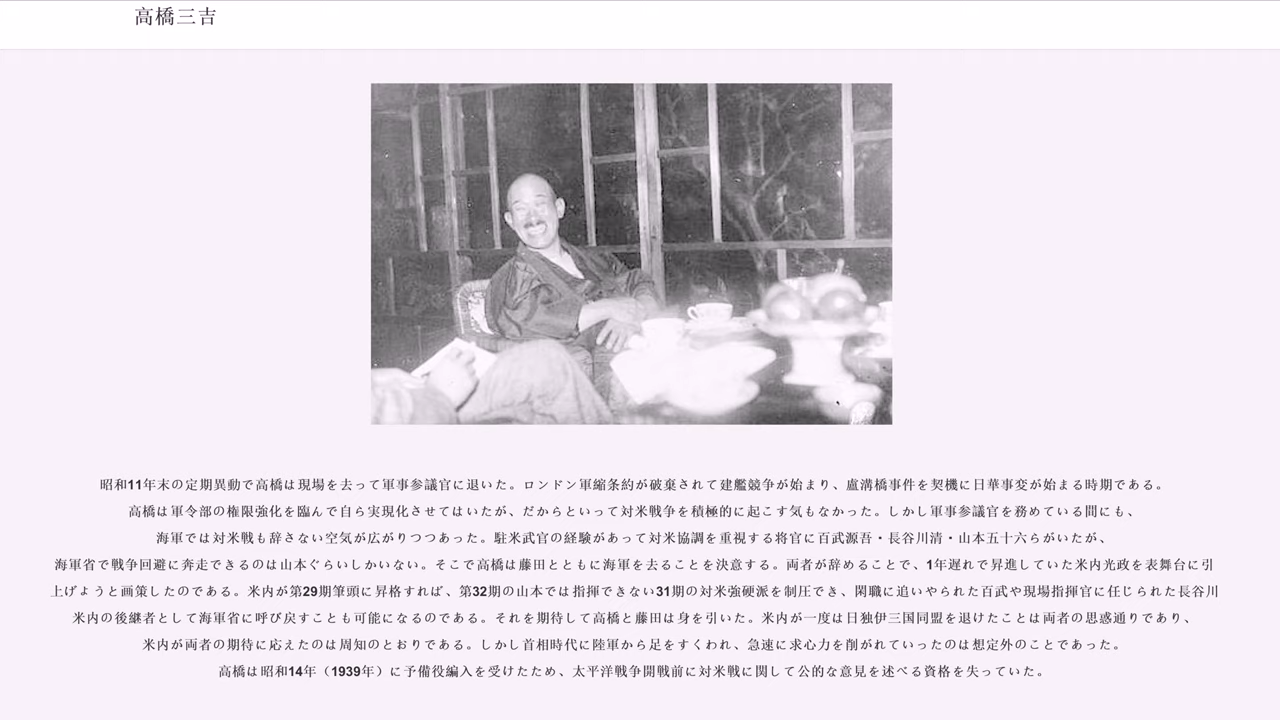 高橋三吉
昭和11年末の定期異動で高橋は現場を去って軍事参議官に退いた。ロンドン軍縮条約が破棄されて建艦競争が始まり、盧溝橋事件を契機に日華事変が始まる時期である。
高橋は軍令部の権限強化を臨んで自ら実現化させてはいたが、だからといって対米戦争を積極的に起こす気もなかった。しかし軍事参議官を務めている間にも、
海軍では対米戦も辞さない空気が広がりつつあった。駐米武官の経験があって対米協調を重視する将官に百武源吾・長谷川清・山本五十六らがいたが、
海軍省で戦争回避に奔走できるのは山本ぐらいしかいない。そこで高橋は藤田とともに海軍を去ることを決意する。両者が辞めることで、1年遅れで昇進していた米内光政を表舞台に引
上げようと画策したのである。米内が第29期筆頭に昇格すれば、第32期の山本では指揮できない31期の対米強硬派を制圧でき、閑職に追いやられた百武や現場指揮官に任じられた長谷川
米内の後継者として海軍省に呼び戻すことも可能になるのである。それを期待して高橋と藤田は身を引いた。米内が一度は日独伊三国同盟を退けたことは両者の思惑通りであり、
米内が両者の期待に応えたのは周知のとおりである。しかし首相時代に陸軍から足をすくわれ、急速に求心力を削がれていったのは想定外のことであった。
高橋は昭和14年（1939年）に予備役編入を受けたため、太平洋戦争開戦前に対米戦に関して公的な意見を述べる資格を失っていた。